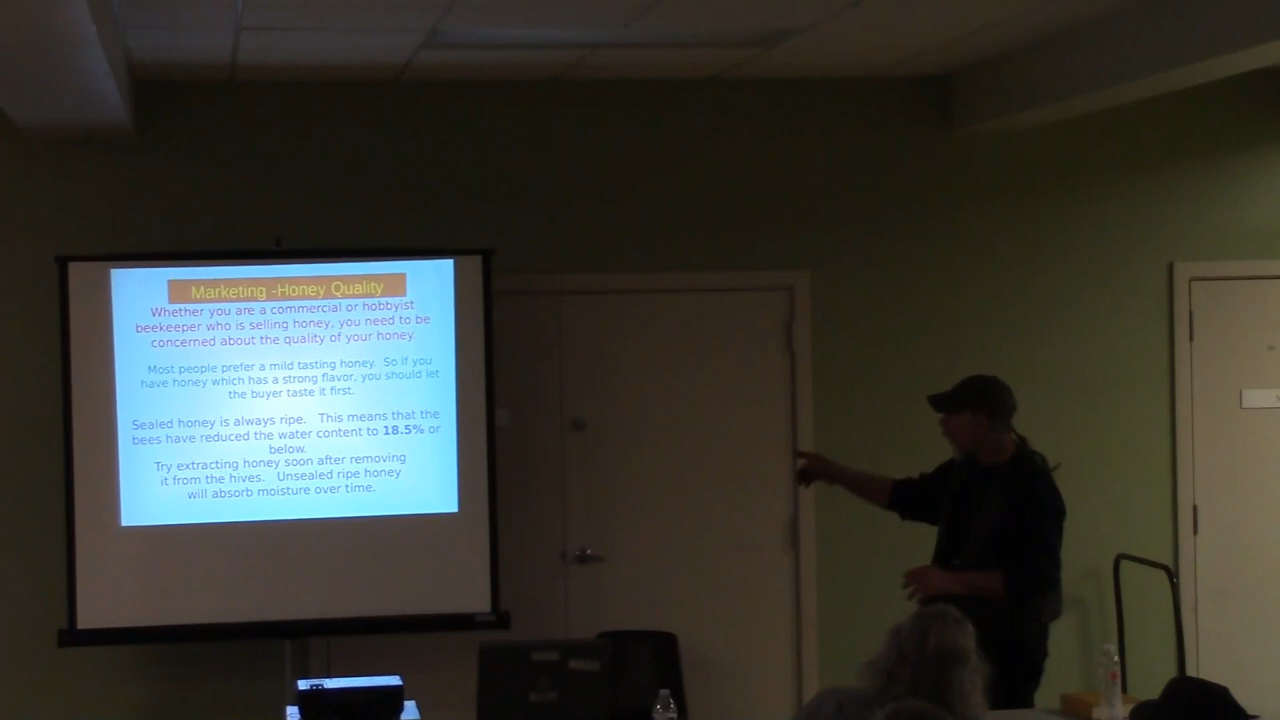 Marketing -Honey Quality
Whether you are a commercial or hobbyist
beekeeper who is selling honey, you need to be
concerned about the quality of your honey.
Most people prefer a mild tasting honey. So if you
have honey which has a strong flavor, you should let
the buyer taste it first.
Sealed honey is always ripe. This means that the
bees have reduced the water content to 18.5% or
below.
Try extracting honey soon after removing
it from the hives. Unsealed ripe honey
will absorb moisture over time.